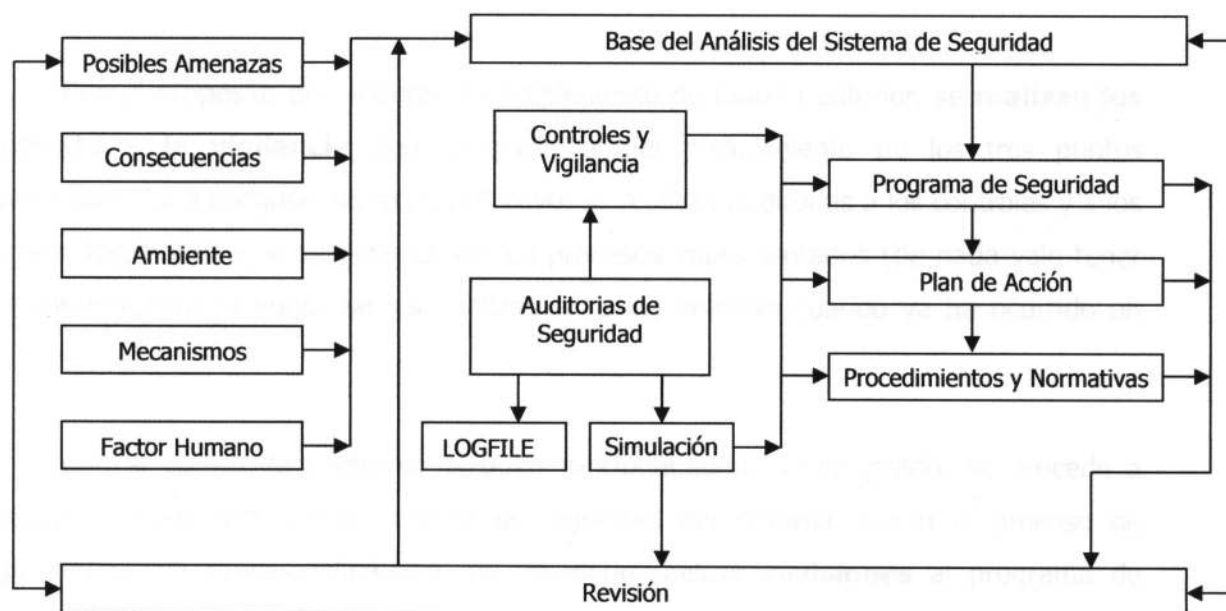 Base del Análisis del Sistema de Seguridad
Posibles Amenazas
Consecuencias
Ambiente
Mecanismos
Factor Humano
Controles y
Vigilancia
Auditorias de
Seguridad
LOGFILE
Simulación
Programa de Seguridad
Plan de Acción
Procedimientos y Normativas
Revisión